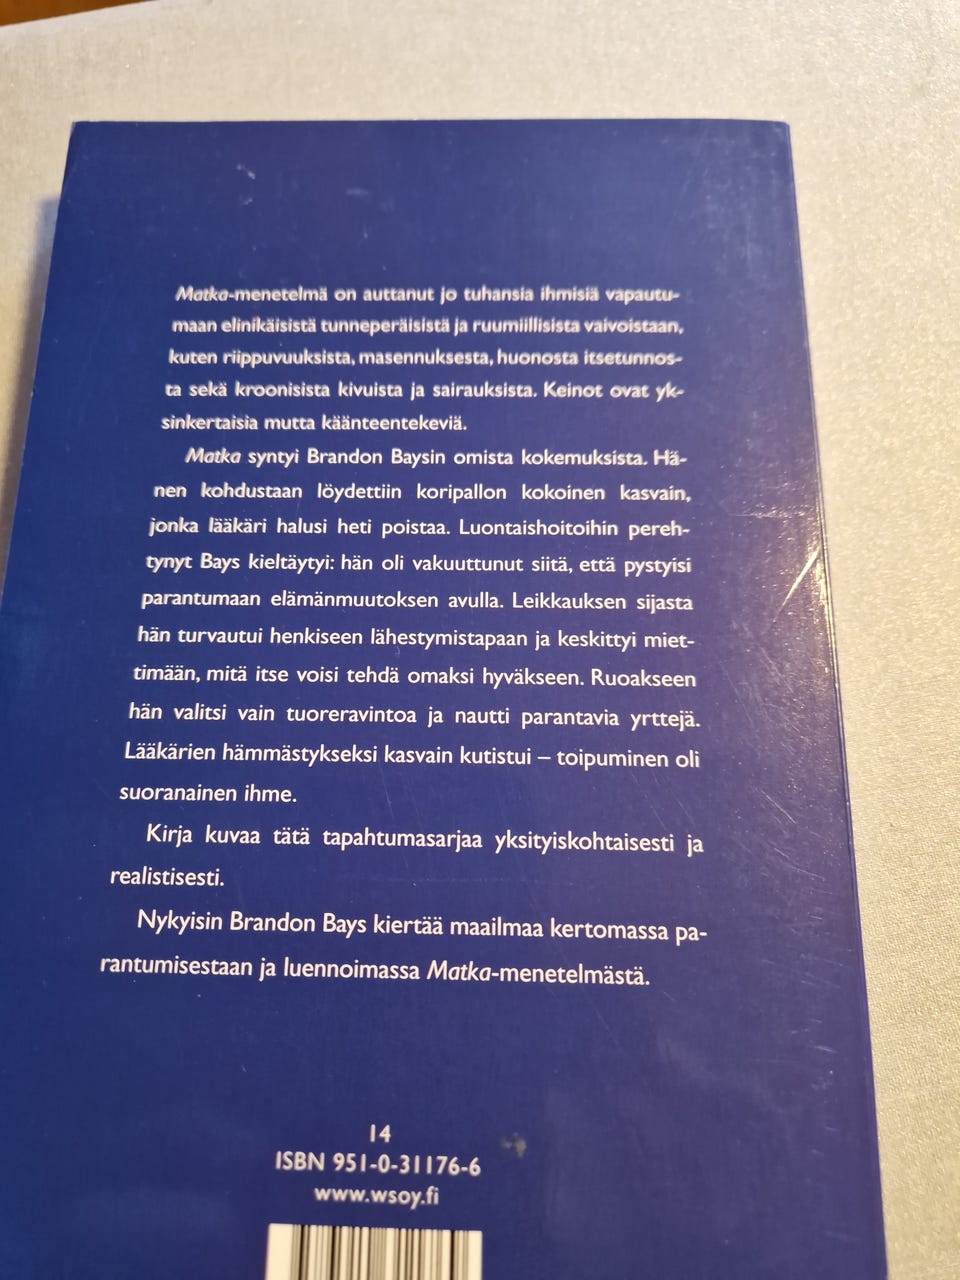 Matka-menetelmä on auttanut jo tuhansia ihmisiä vapautu-
maan elinikäisistä tunneperäisistä ja ruumiillisista vaivoistaan,
kuten riippuvuuksista, masennuksesta, huonosta itsetunnos-
ta sekä kroonisista kivuista ja sairauksista. Keinot ovat yk-
sinkertaisia mutta käänteentekeviä.
Matka syntyi Brandon Baysin omista kokemuksista. Hä-
nen kohdustaan löydettiin koripallon kokoinen kasvain,
jonka lääkäri halusi heti poistaa. Luontaishoitoihin pereh-
tynyt Bays kieltäytyi: hän oli vakuuttunut siitä, että pystyisi
parantumaan elämänmuutoksen avulla. Leikkauksen sijasta
hän turvautui henkiseen lähestymistapaan ja keskittyi miet-
timään, mitä itse voisi tehdä omaksi hyväkseen. Ruoakseen
hän valitsi vain tuoreravintoa ja nautti parantavia yrttejä.
Lääkärien hämmästykseksi kasvain kutistui – toipuminen oli
suoranainen ihme.
Kirja kuvaa tätä tapahtumasarjaa yksityiskohtaisesti ja
realistisesti.
Nykyisin Brandon Bays kiertää maailmaa kertomassa pa-
rantumisestaan ja luennoimassa Matka-menetelmästä.
14
ISBN 951-0-31176-6
www.wsoy.fi